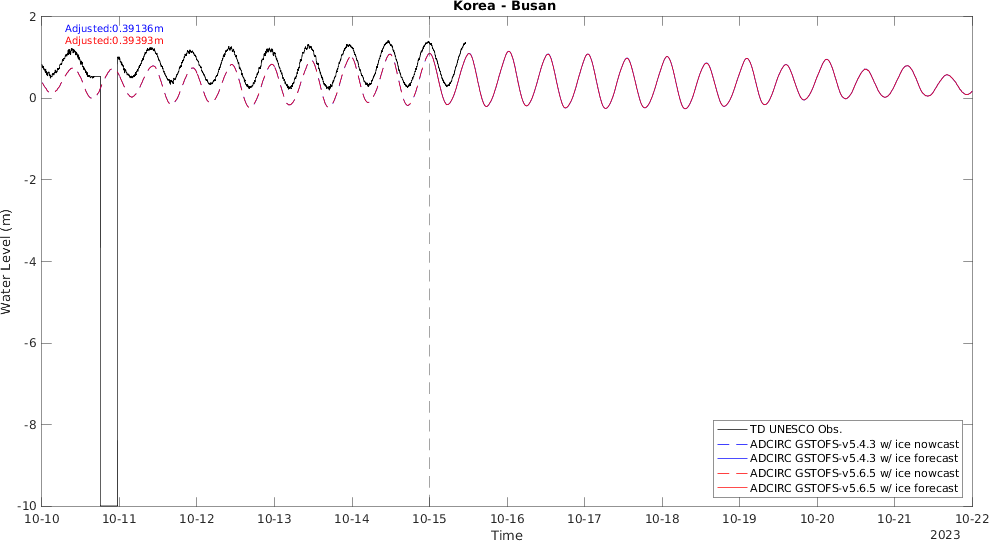 Korea - Busan
Adjusted:0.39136m
Adjusted:0.39393m
Water Level (m)
2
0
-2
-4
-6
-8
-10
TD UNESCO Obs.
ADCIRC GSTOFS-v5.4.3 w/ ice nowcast
ADCIRC GSTOFS-v5.4.3 w/ ice forecast
ADCIRC GSTOFS-v5.6.5 w/ ice nowcast
ADCIRC GSTOFS-v5.6.5 w/ ice forecast
10-10 10-11 10-12 10-13 10-14 10-15 10-16 10-17 10-18 10-19 10-20 10-21 10-22
Time
2023